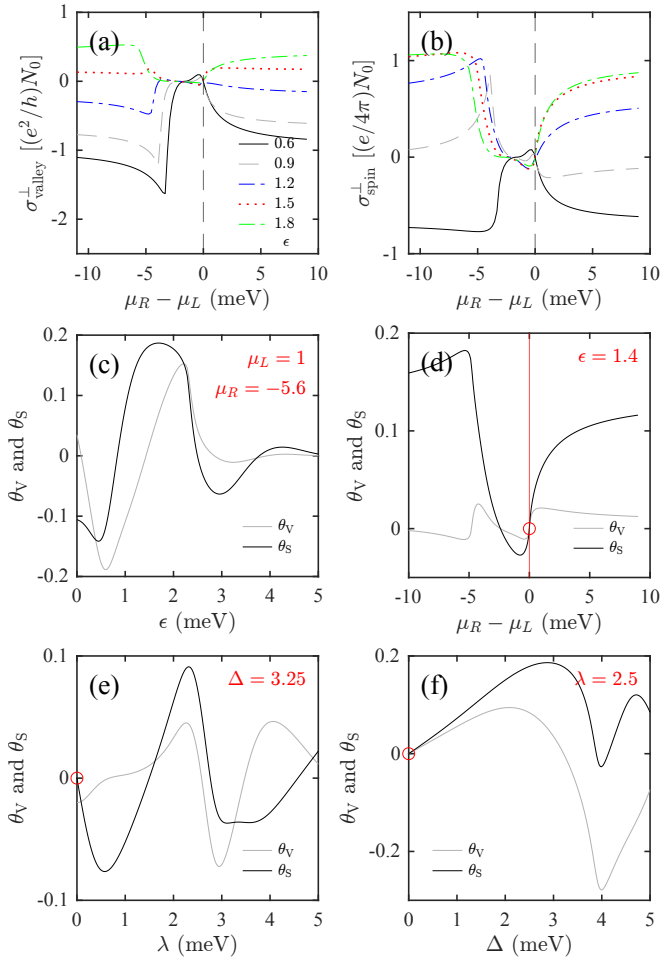 (a)
σ⊥valley [(e²/h)N₀]
1
0
-1
-2
-10 -5 0 5 10
μR − μL (meV)
0.6
0.9
1.2
1.5
1.8
ϵ
(b)
σ⊥spin [(e/4π)N₀]
1
0
-1
-10 -5 0 5 10
μR − μL (meV)
(c)
μL = 1
μR = −5.6
θV and θS
0.2
0.1
0
-0.1
-0.2
θV
θS
0 1 2 3 4 5
ϵ (meV)
(d)
ϵ = 1.4
θV and θS
0.2
0.1
0
θV
θS
-10 -5 0 5 10
μR − μL (meV)
(e)
Δ = 3.25
θV and θS
0.1
0
-0.1
θV
θS
0 1 2 3 4 5
λ (meV)
(f)
λ = 2.5
θV and θS
0.2
0
-0.2
θV
θS
0 1 2 3 4 5
Δ (meV)